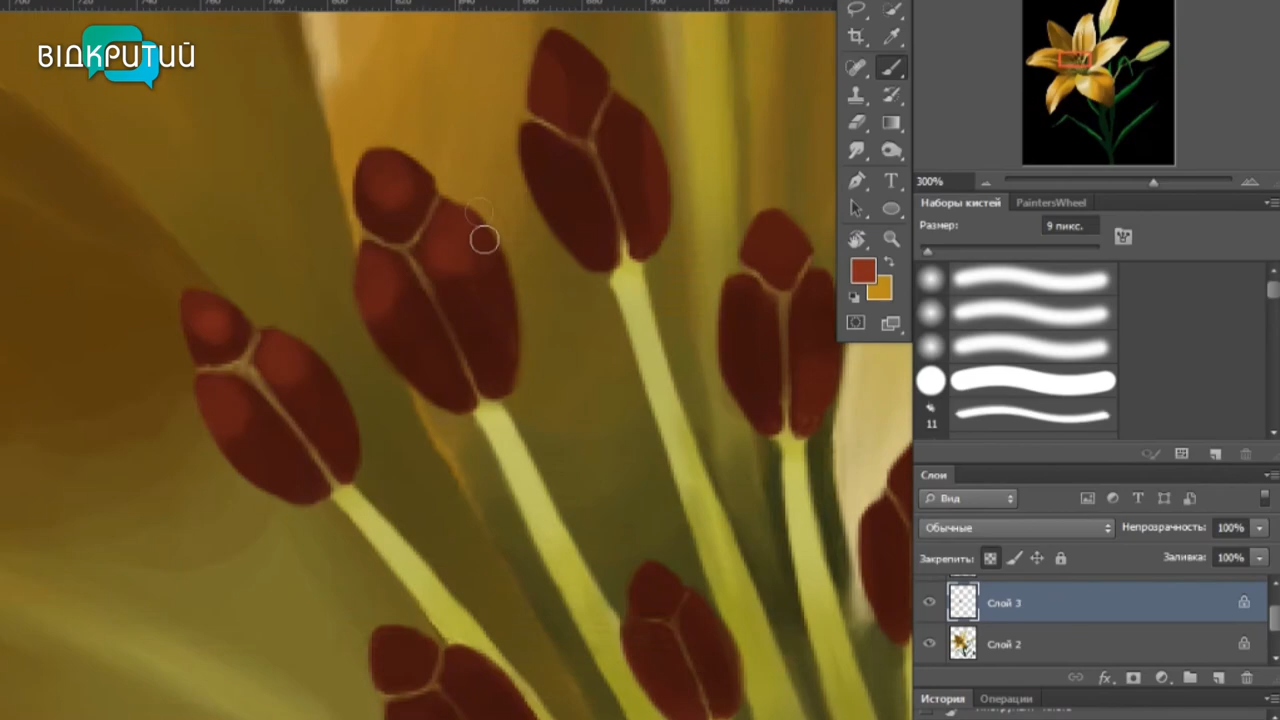 ВІДКРИТИЙ
300%
Наборы кистей PaintersWheel
Размер: 9 пикс.
11
Слои
Вид
Обычные Непрозрачность: 100%
Закрепить: Заливка: 100%
Слой 3
Слой 2
История Операции